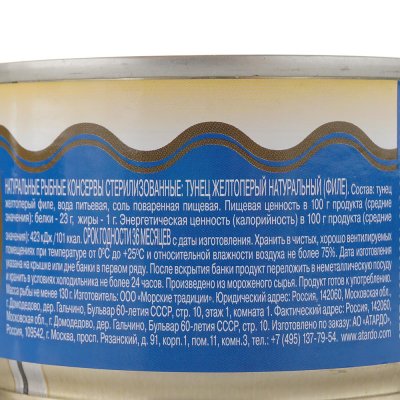 НАТУРАЛЬНЫЕ РЫБНЫЕ КОНСЕРВЫ СТЕРИЛИЗОВАННЫЕ: ТУНЕЦ ЖЕЛТОПЕРЫЙ НАТУРАЛЬНЫЙ (ФИЛЕ). Состав: тунец
желтоперый филе, вода питьевая, соль поваренная пищевая. Пищевая ценность в 100 г продукта (средние
значения): белки - 23 г, жиры - 1 г. Энергетическая ценность (калорийность) в 100 г продукта (средние
значения): 423 кДж /101 ккал. СРОК ГОДНОСТИ 36 МЕСЯЦЕВ с даты изготовления. Хранить в чистых, хорошо вентилируемых
помещениях при температуре от 0°С до +25°С и относительной влажности воздуха не более 75%. Дата изготовления
указана на крышке или дне банки в первом ряду. После вскрытия банки продукт переложить в неметаллическую посуду
и хранить в условиях холодильника не более 24 часов. Произведено из мороженого сырья. Продукт готов к употреблению.
Масса рыбы не менее 130 г. Изготовитель: ООО «Морские традиции». Юридический адрес: Россия, 142060, Московская обл.,
г. Домодедово, дер. Гальчино, Бульвар 60-летия СССР, стр. 10, этаж 1, комната 1. Фактический адрес: Россия, 142060,
Московская обл., г. Домодедово, дер. Гальчино, Бульвар 60-летия СССР, стр. 10. Изготовлено по заказу: АО «АТАРДО»,
Россия, 109542, г. Москва, просп. Рязанский, д. 91, корп.1, пом.11, комн.3, тел.: +7 (495) 137-79-54. www.atardo.com